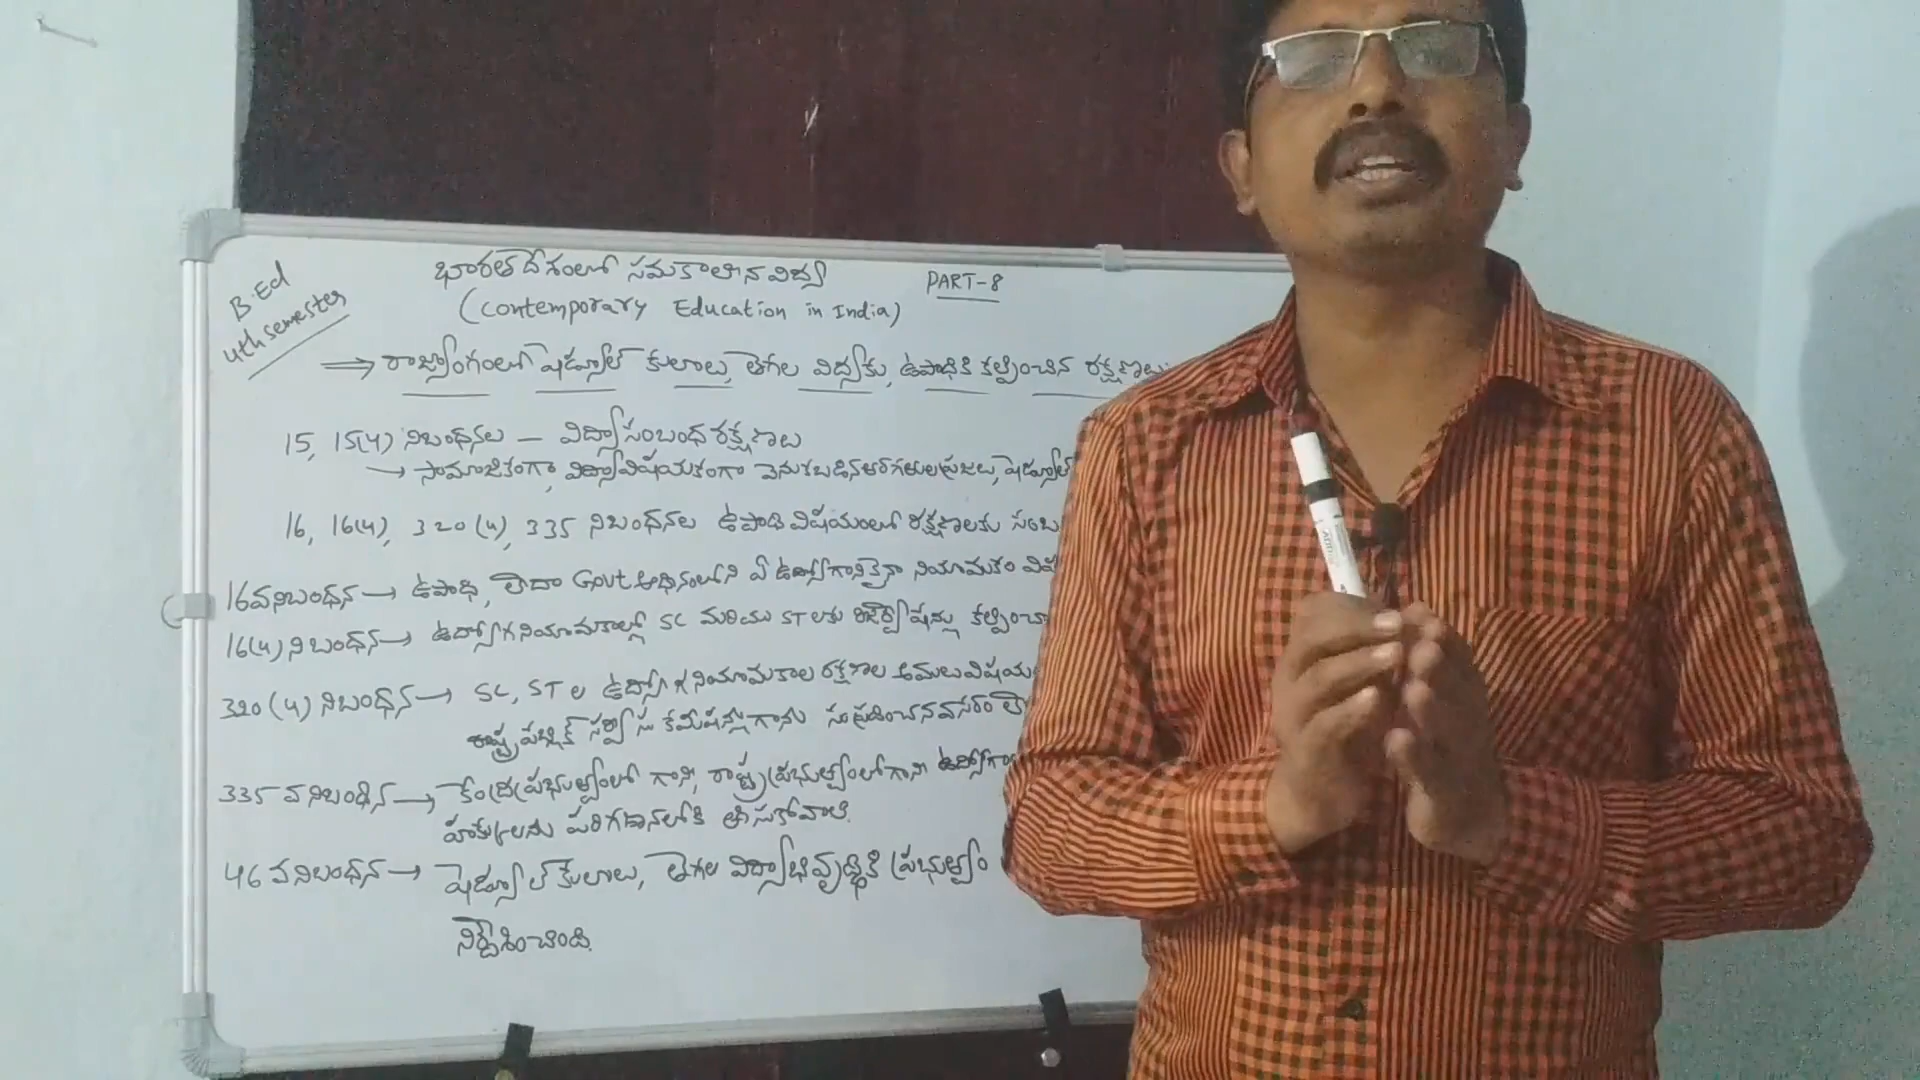 B.Ed
4th semester
భారతదేశంలో సమకాలీన విద్య PART-8
(Contemporary Education in India)
⟹ రాజ్యాంగంలో షెడ్యూల్ కులాలు, తెగల విద్యకు, ఉపాధికి కల్పించిన రక్షణలు
15, 15(4) నిబంధనలు – విద్యాసంబంధ రక్షణలు
→ సామాజికంగా, విద్యావిషయకంగా వెనుకబడిన తరగతుల ప్రజలు, షెడ్యూల్
16, 16(4), 320(4), 335 నిబంధనలు ఉపాధి విషయంలో రక్షణలకు సంబ
16వ నిబంధన → ఉపాధి, లేదా Govt ఆధీనంలోని ఏ ఉద్యోగానికైనా నియామకం విష
16(4) నిబంధన → ఉద్యోగ నియామకాల్లో SC మరియు ST లకు రిజర్వేషన్లు కల్పించా
320(4) నిబంధన → SC, ST ల ఉద్యోగ నియామకాల రక్షణల అమలు విషయ
రాష్ట్ర పబ్లిక్ సర్వీసు కమీషన్లుగాను సంప్రదించనవసరం లే
335 వ నిబంధన → కేంద్రప్రభుత్వంలో గాని, రాష్ట్రప్రభుత్వంలోగాని ఉద్యోగా
హక్కులను పరిగణనలోకి తీసుకోవాలి.
46 వ నిబంధన → షెడ్యూల్ కులాలు, తెగల విద్యాభివృద్ధికి ప్రభుత్వం
నిర్దేశించింది.